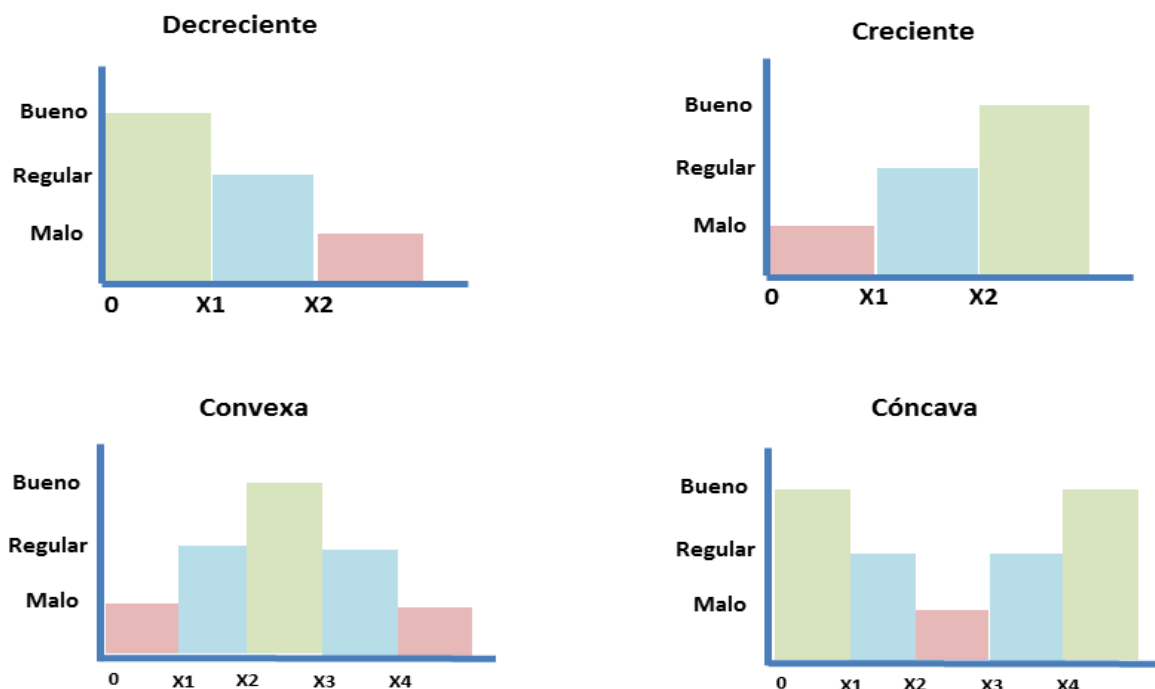 Decreciente
Bueno
Regular
Malo
0 X1 X2
Creciente
Bueno
Regular
Malo
0 X1 X2
Convexa
Bueno
Regular
Malo
0 X1 X2 X3 X4
Cóncava
Bueno
Regular
Malo
0 X1 X2 X3 X4